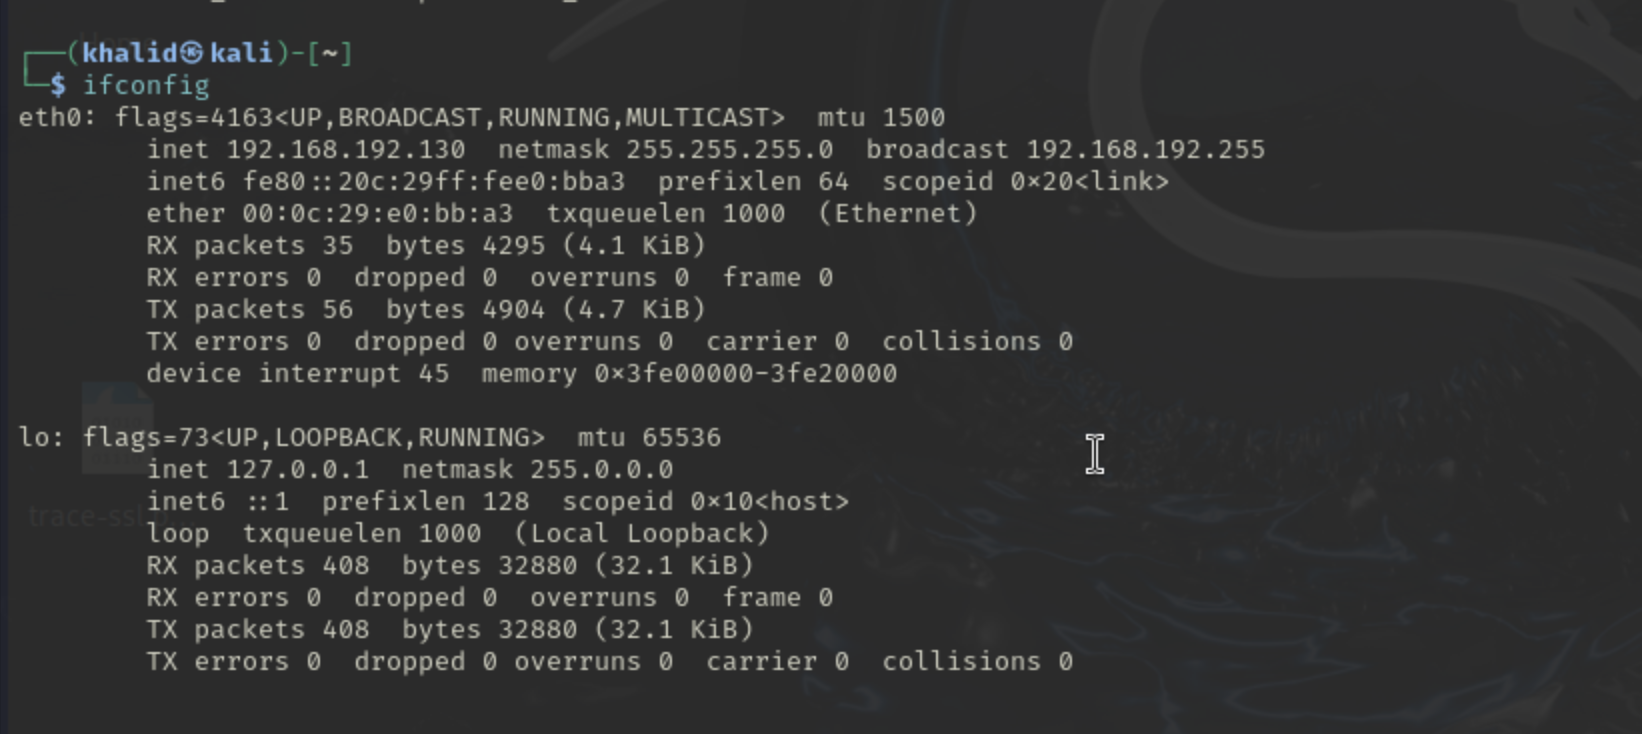 ┌──(khalid㉿kali)-[~]
└─$ ifconfig
eth0: flags=4163<UP,BROADCAST,RUNNING,MULTICAST>  mtu 1500
        inet 192.168.192.130  netmask 255.255.255.0  broadcast 192.168.192.255
        inet6 fe80::20c:29ff:fee0:bba3  prefixlen 64  scopeid 0x20<link>
        ether 00:0c:29:e0:bb:a3  txqueuelen 1000  (Ethernet)
        RX packets 35  bytes 4295 (4.1 KiB)
        RX errors 0  dropped 0  overruns 0  frame 0
        TX packets 56  bytes 4904 (4.7 KiB)
        TX errors 0  dropped 0 overruns 0  carrier 0  collisions 0
        device interrupt 45  memory 0x3fe00000-3fe20000
lo: flags=73<UP,LOOPBACK,RUNNING>  mtu 65536
        inet 127.0.0.1  netmask 255.0.0.0
        inet6 ::1  prefixlen 128  scopeid 0x10<host>
trace-ssl
        loop  txqueuelen 1000  (Local Loopback)
        RX packets 408  bytes 32880 (32.1 KiB)
        RX errors 0  dropped 0  overruns 0  frame 0
        TX packets 408  bytes 32880 (32.1 KiB)
        TX errors 0  dropped 0 overruns 0  carrier 0  collisions 0